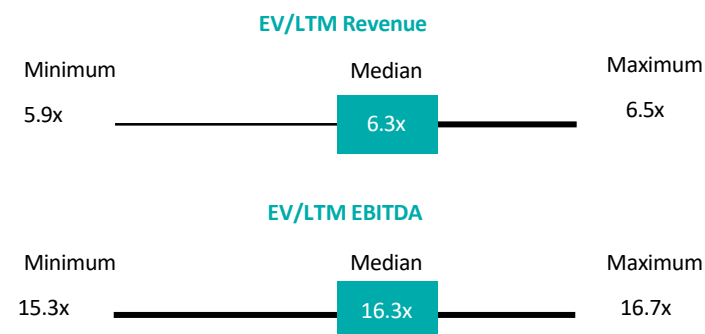 EV/LTM Revenue
Minimum Median Maximum
5.9x 6.3x 6.5x
EV/LTM EBITDA
Minimum Median Maximum
15.3x 16.3x 16.7x